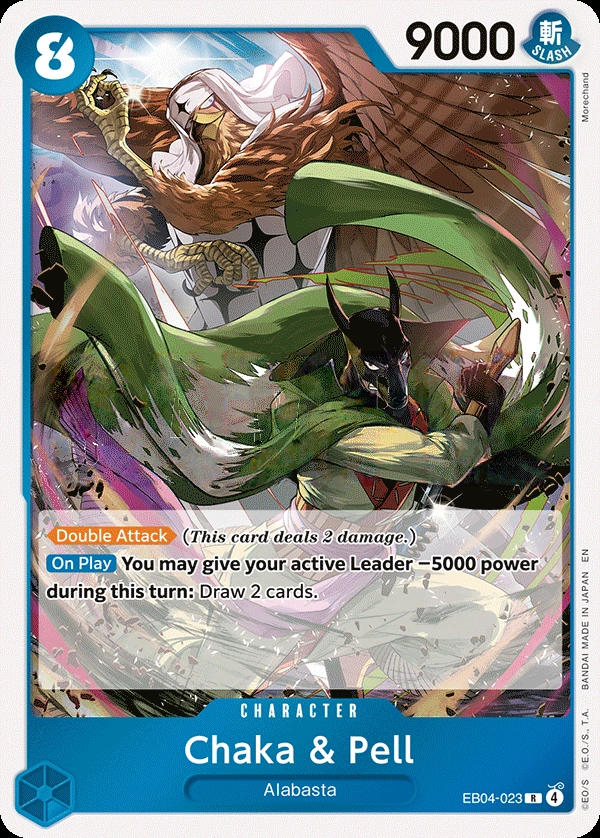 8
9000
斬
SLASH
Morechand
Double Attack (This card deals 2 damage.)
On Play You may give your active Leader −5000 power
during this turn: Draw 2 cards.
CHARACTER
Chaka & Pell
Alabasta
EB04-023 R 4
©EO/S ©E.O./S., T.A. BANDAI MADE IN JAPAN EN